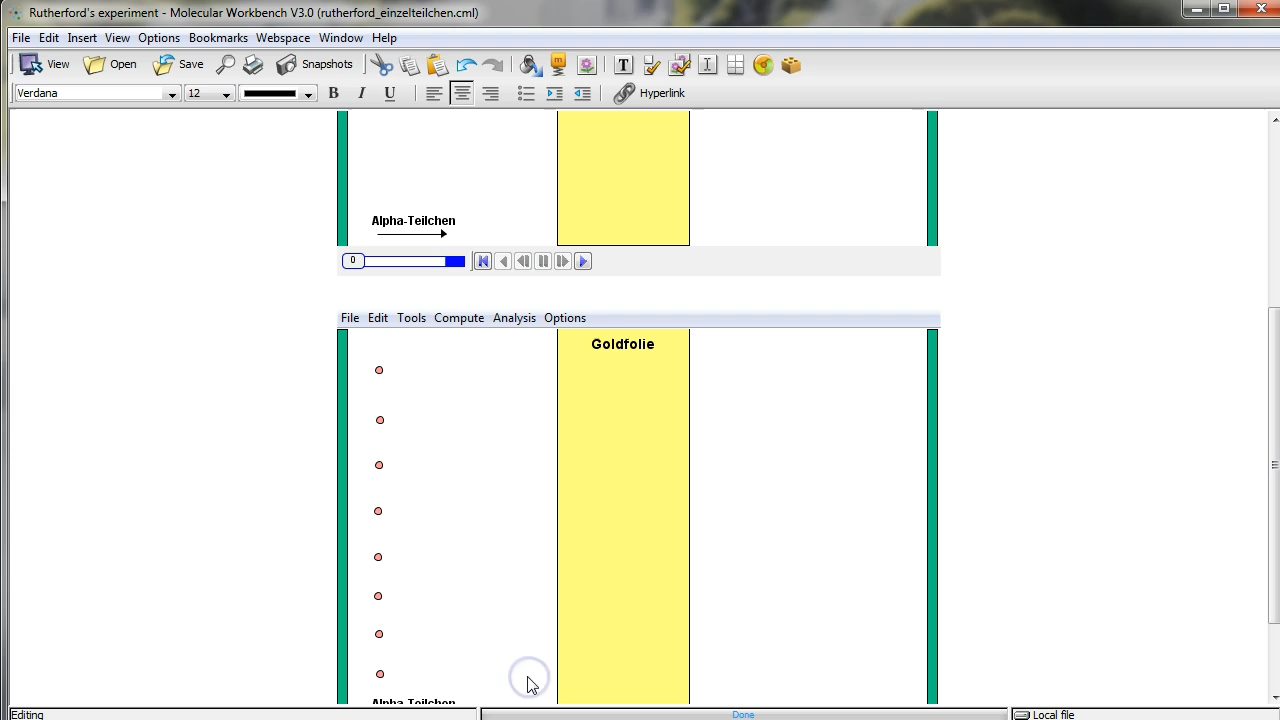 Rutherford's experiment - Molecular Workbench V3.0 (rutherford_einzelteilchen.cml)
File Edit Insert View Options Bookmarks Webspace Window Help
View Open Save Snapshots
Verdana 12 B I U Hyperlink
Alpha-Teilchen
0
File Edit Tools Compute Analysis Options
Goldfolie
Alpha-Teilchen
Editing Done Local file